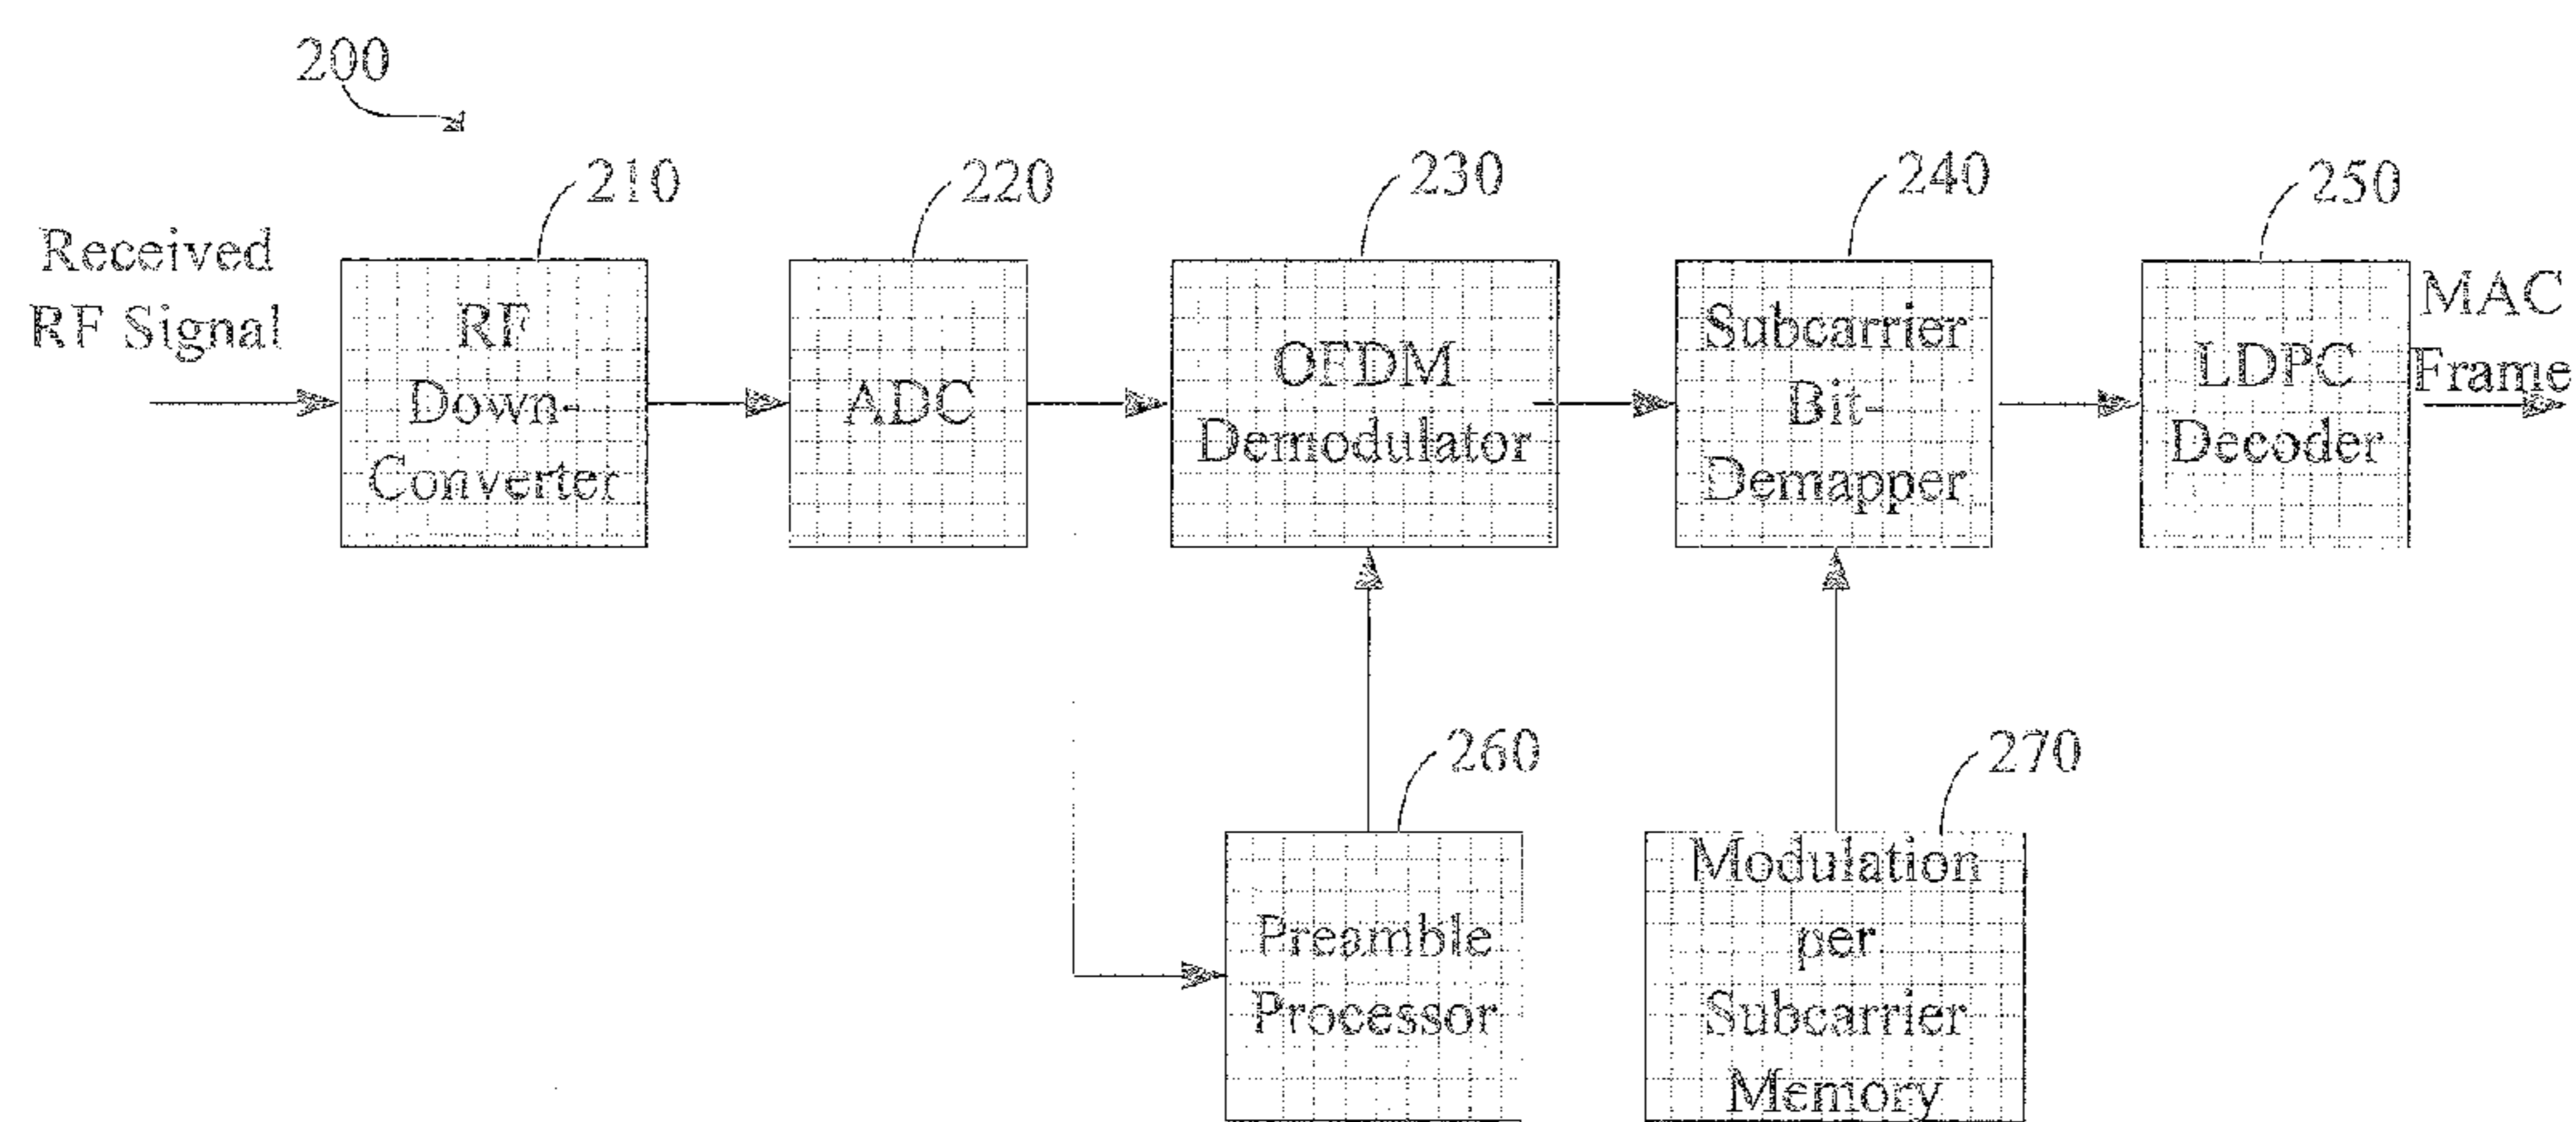 200
210
220
230
240
250
Received
RF Signal
RF
Down-
Converter
ADC
OFDM
Demodulator
Subcarrier
Bit-
Demapper
LDPC
Decoder
MAC
Frame
260
270
Preamble
Processor
Modulation
per
Subcarrier
Memory